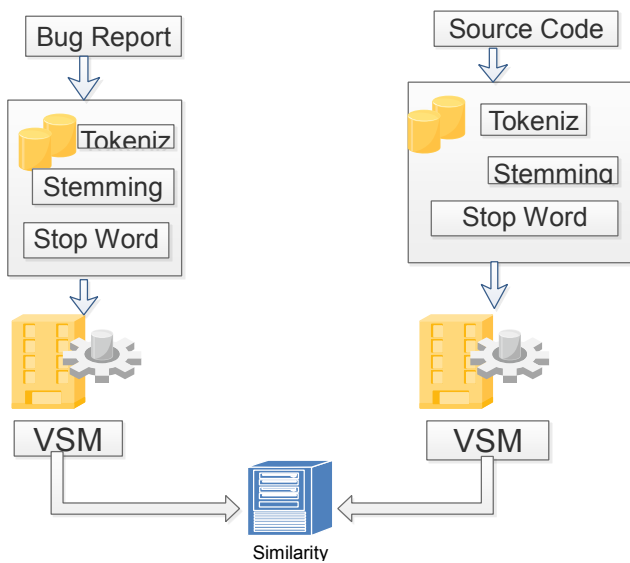 Bug Report
Tokeniz
Stemming
Stop Word
VSM
Source Code
Tokeniz
Stemming
Stop Word
VSM
Similarity